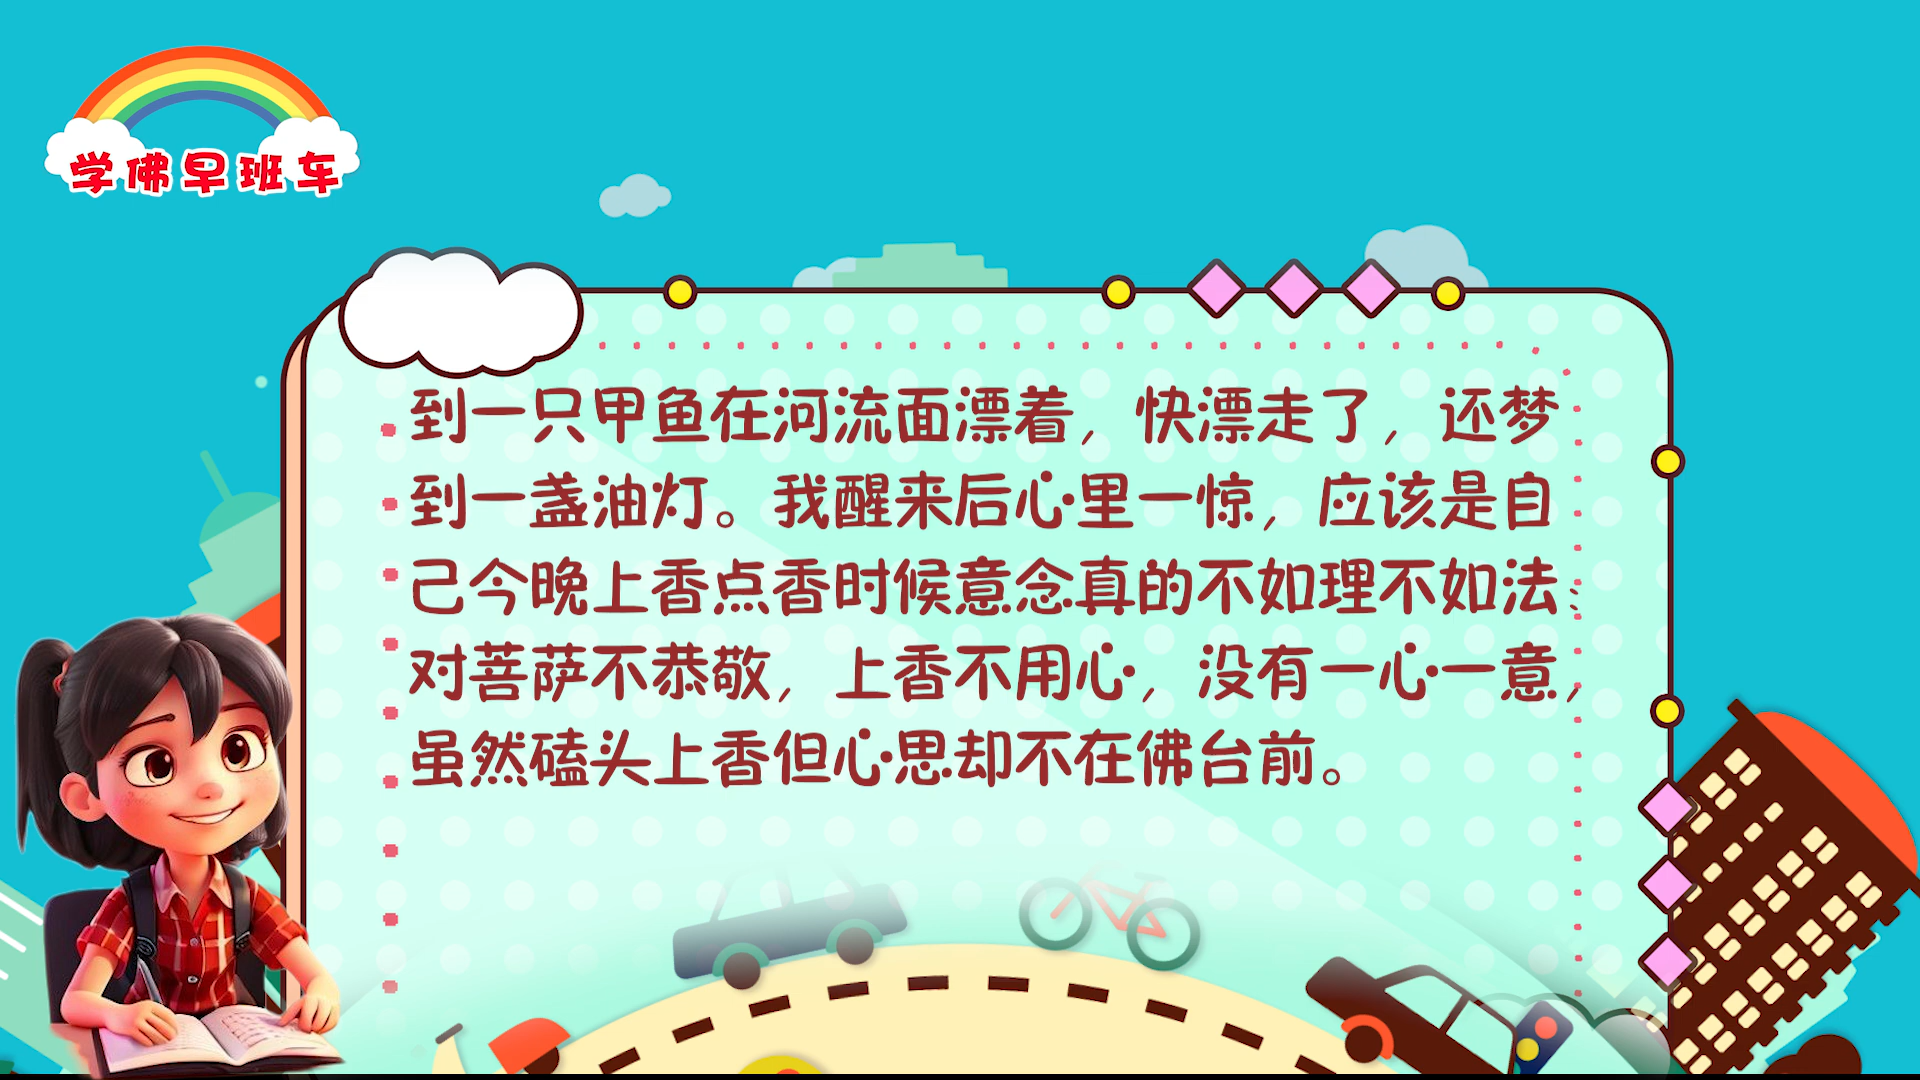 学佛早班车
到一只甲鱼在河流面漂着，快漂走了，还梦
到一盏油灯。我醒来后心里一惊，应该是自
己今晚上香点香时候意念真的不如理不如法：
对菩萨不恭敬，上香不用心，没有一心一意，
虽然磕头上香但心思却不在佛台前。